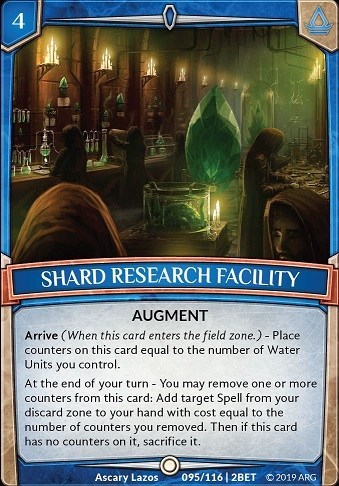 4
SHARD RESEARCH FACILITY
AUGMENT
Arrive (When this card enters the field zone.) - Place
counters on this card equal to the number of Water
Units you control.
At the end of your turn - You may remove one or more
counters from this card: Add target Spell from your
discard zone to your hand with cost equal to the
number of counters you removed. Then if this card
has no counters on it, sacrifice it.
Ascary Lazos 095/116 | 2BET © 2019 ARG